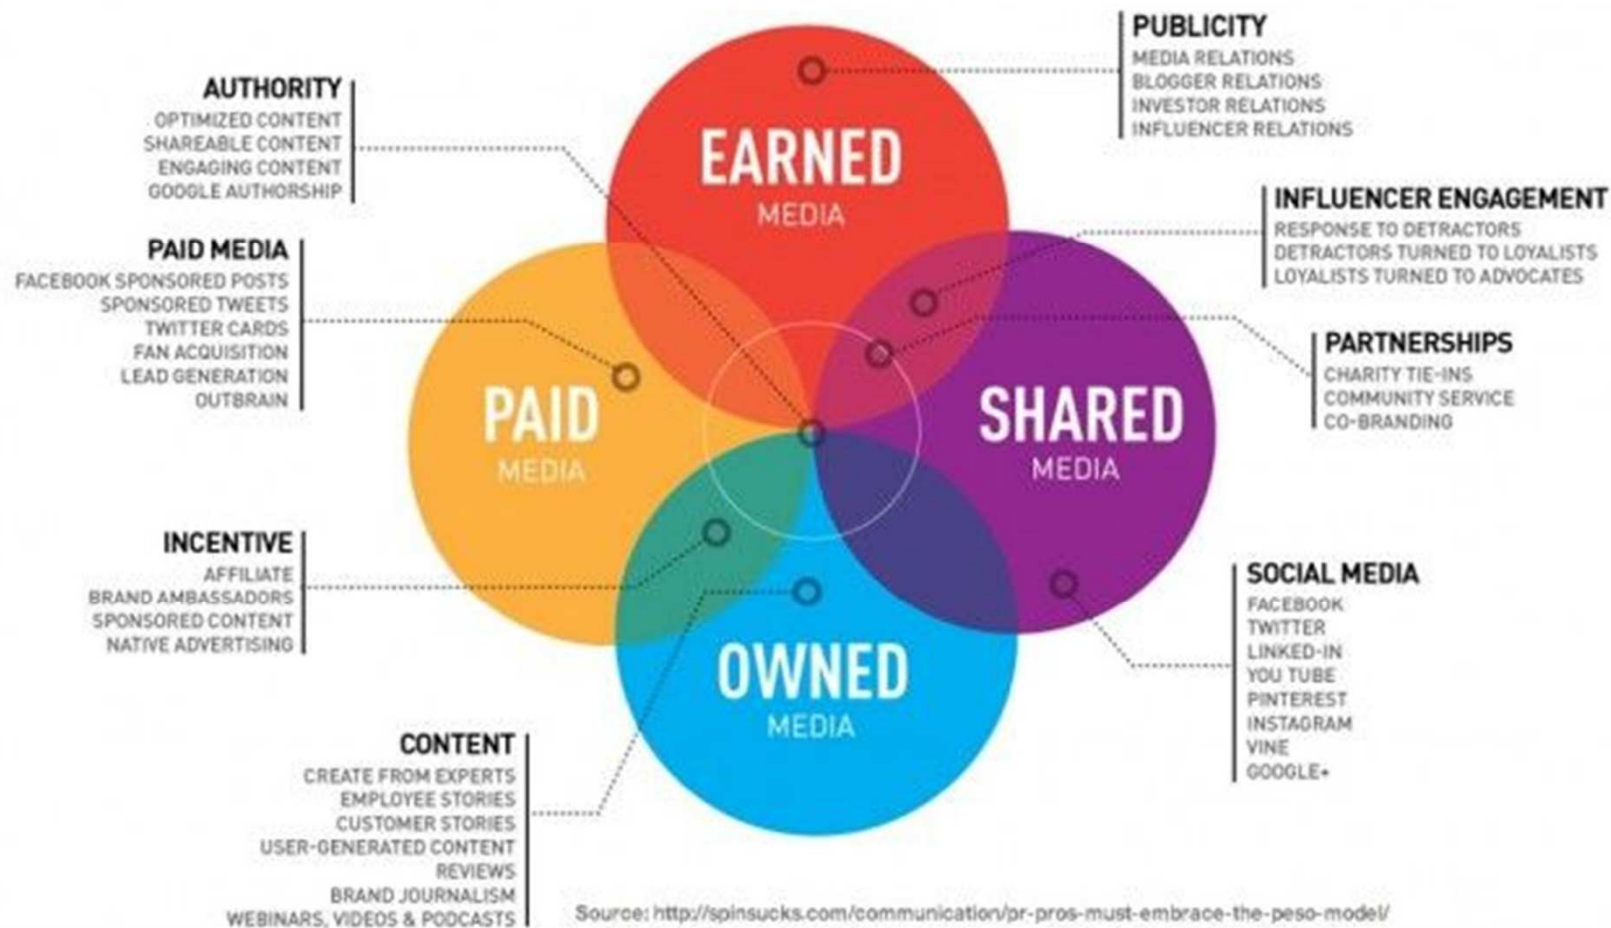 PUBLICITY
MEDIA RELATIONS
BLOGGER RELATIONS
INVESTOR RELATIONS
INFLUENCER RELATIONS
AUTHORITY
OPTIMIZED CONTENT
SHAREABLE CONTENT
ENGAGING CONTENT
GOOGLE AUTHORSHIP
EARNED
MEDIA
INFLUENCER ENGAGEMENT
RESPONSE TO DETRACTORS
DETRACTORS TURNED TO LOYALISTS
LOYALISTS TURNED TO ADVOCATES
PAID MEDIA
FACEBOOK SPONSORED POSTS
SPONSORED TWEETS
TWITTER CARDS
FAN ACQUISITION
LEAD GENERATION
OUTBRAIN
PARTNERSHIPS
CHARITY TIE-INS
COMMUNITY SERVICE
CO-BRANDING
PAID
MEDIA
SHARED
MEDIA
INCENTIVE
AFFILIATE
BRAND AMBASSADORS
SPONSORED CONTENT
NATIVE ADVERTISING
SOCIAL MEDIA
FACEBOOK
TWITTER
LINKED-IN
YOU TUBE
PINTEREST
INSTAGRAM
VINE
GOOGLE+
OWNED
MEDIA
CONTENT
CREATE FROM EXPERTS
EMPLOYEE STORIES
CUSTOMER STORIES
USER-GENERATED CONTENT
REVIEWS
BRAND JOURNALISM
WEBINARS, VIDEOS & PODCASTS
Source: http://spinsucks.com/communication/pr-pros-must-embrace-the-peso-model/